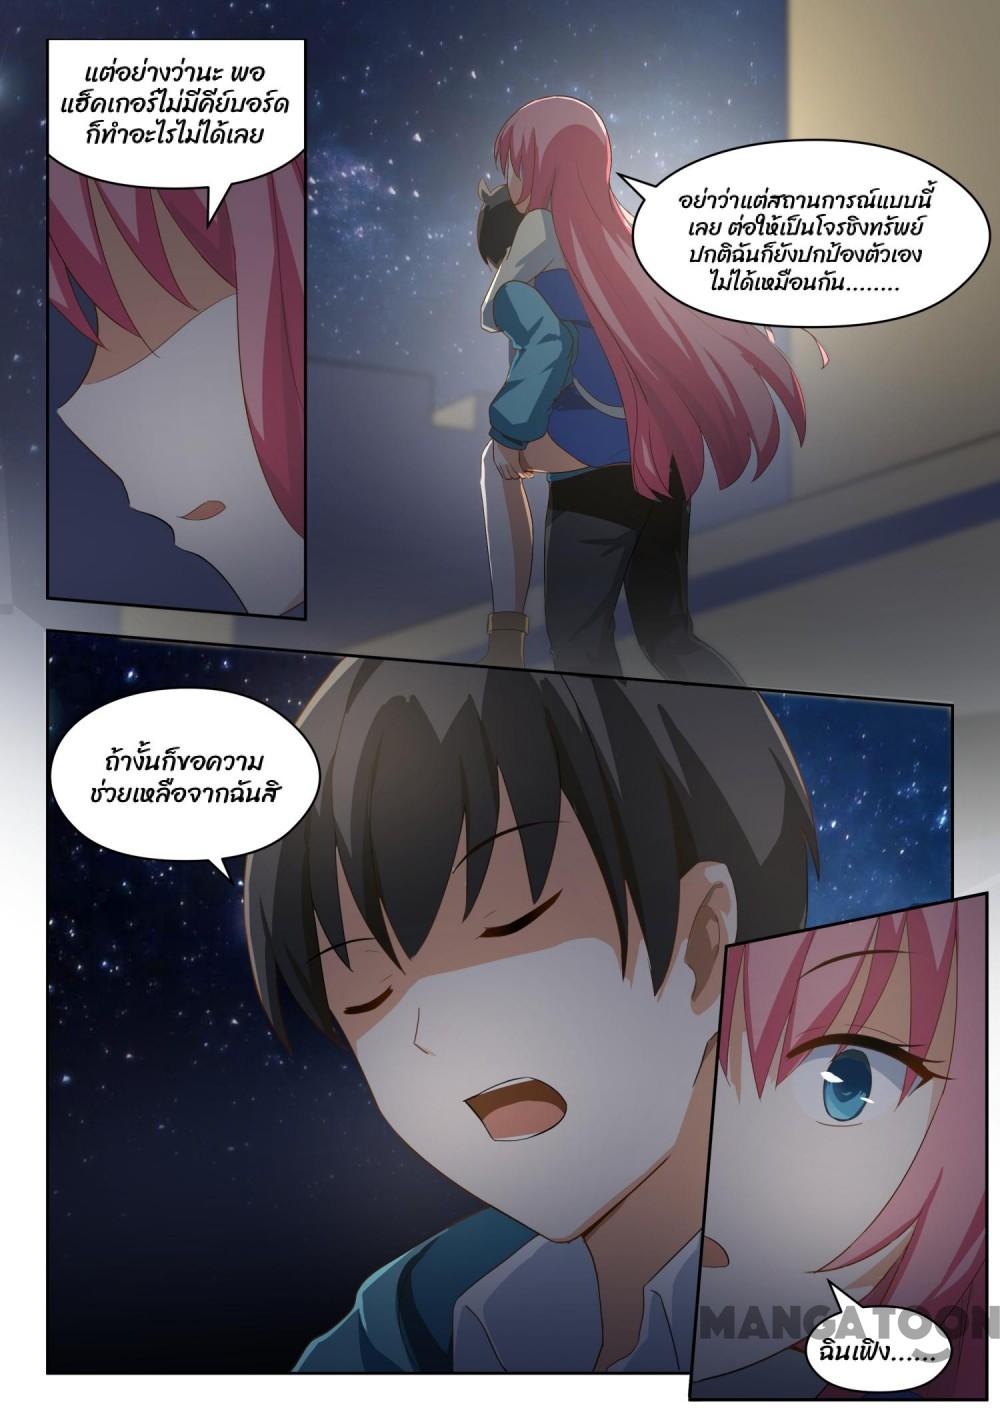 แต่อย่างว่านะ พอ
แฮ็คเกอร์ไม่มีคีย์บอร์ด
ก็ทำอะไรไม่ได้เลย
อย่าว่าแต่สถานการณ์แบบนี้
เลย ต่อให้เป็นโจรชิงทรัพย์
ปกติฉันก็ยังปกป้องตัวเอง
ไม่ได้เหมือนกัน........
ถ้างั้นก็ขอความ
ช่วยเหลือจากฉันสิ
MANGATOON
ฉินเฟิง......